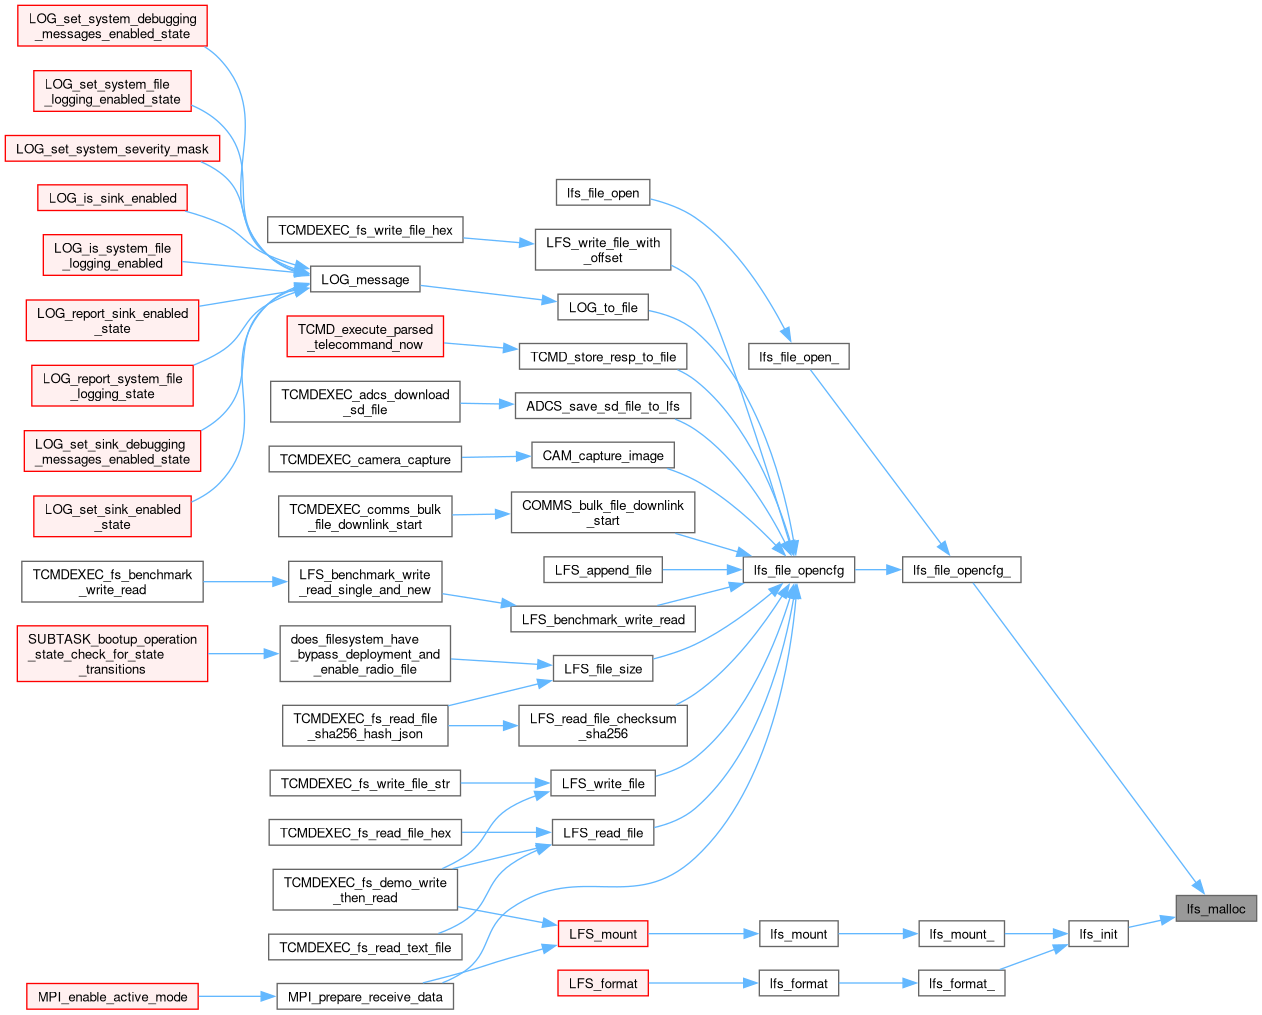 LOG_set_system_debugging
_messages_enabled_state
LOG_set_system_file
_logging_enabled_state
LOG_set_system_severity_mask
LOG_is_sink_enabled
LOG_is_system_file
_logging_enabled
LOG_report_sink_enabled
_state
LOG_report_system_file
_logging_state
LOG_set_sink_debugging
_messages_enabled_state
LOG_set_sink_enabled
_state
TCMDEXEC_fs_benchmark
_write_read
SUBTASK_bootup_operation
_state_check_for_state
_transitions
MPI_enable_active_mode
TCMDEXEC_fs_write_file_hex
LOG_message
TCMD_execute_parsed
_telecommand_now
TCMDEXEC_adcs_download
_sd_file
TCMDEXEC_camera_capture
TCMDEXEC_comms_bulk
_file_downlink_start
LFS_benchmark_write
_read_single_and_new
does_filesystem_have
_bypass_deployment_and
_enable_radio_file
TCMDEXEC_fs_read_file
_sha256_hash_json
TCMDEXEC_fs_write_file_str
TCMDEXEC_fs_read_file_hex
TCMDEXEC_fs_demo_write
_then_read
TCMDEXEC_fs_read_text_file
MPI_prepare_receive_data
lfs_file_open
LFS_write_file_with
_offset
LOG_to_file
TCMD_store_resp_to_file
ADCS_save_sd_file_to_lfs
CAM_capture_image
COMMS_bulk_file_downlink
_start
LFS_append_file
LFS_benchmark_write_read
LFS_file_size
LFS_read_file_checksum
_sha256
LFS_write_file
LFS_read_file
LFS_mount
LFS_format
lfs_file_open_
lfs_file_opencfg
lfs_mount
lfs_format
lfs_file_opencfg_
lfs_mount_
lfs_format_
lfs_init
lfs_malloc